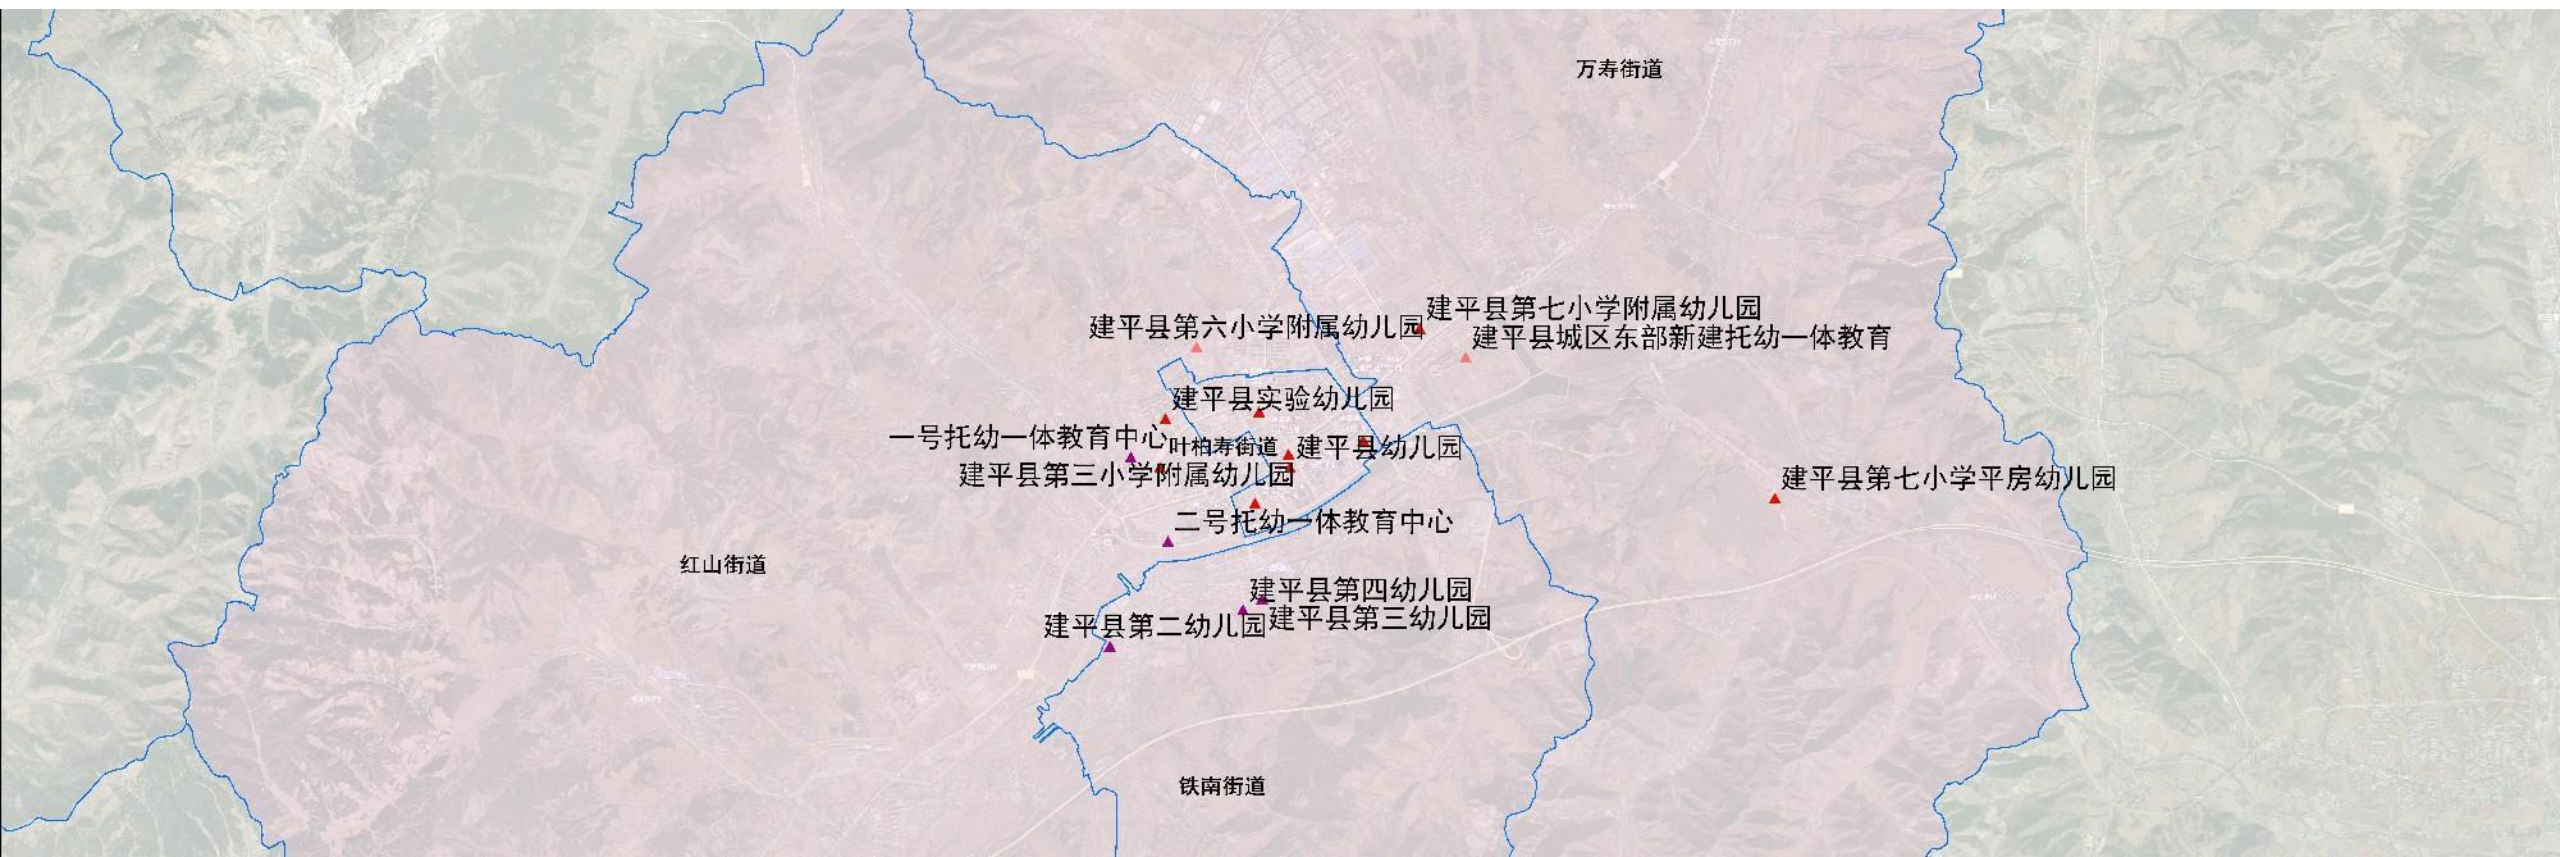 万寿街道
建平县第七小学附属幼儿园
建平县第六小学附属幼儿园
建平县城区东部新建托幼一体教育
建平县实验幼儿园
一号托幼一体教育中心
叶柏寿街道
建平县幼儿园
建平县第三小学附属幼儿园
建平县第七小学平房幼儿园
二号托幼一体教育中心
红山街道
建平县第四幼儿园
建平县第三幼儿园
建平县第二幼儿园
铁南街道